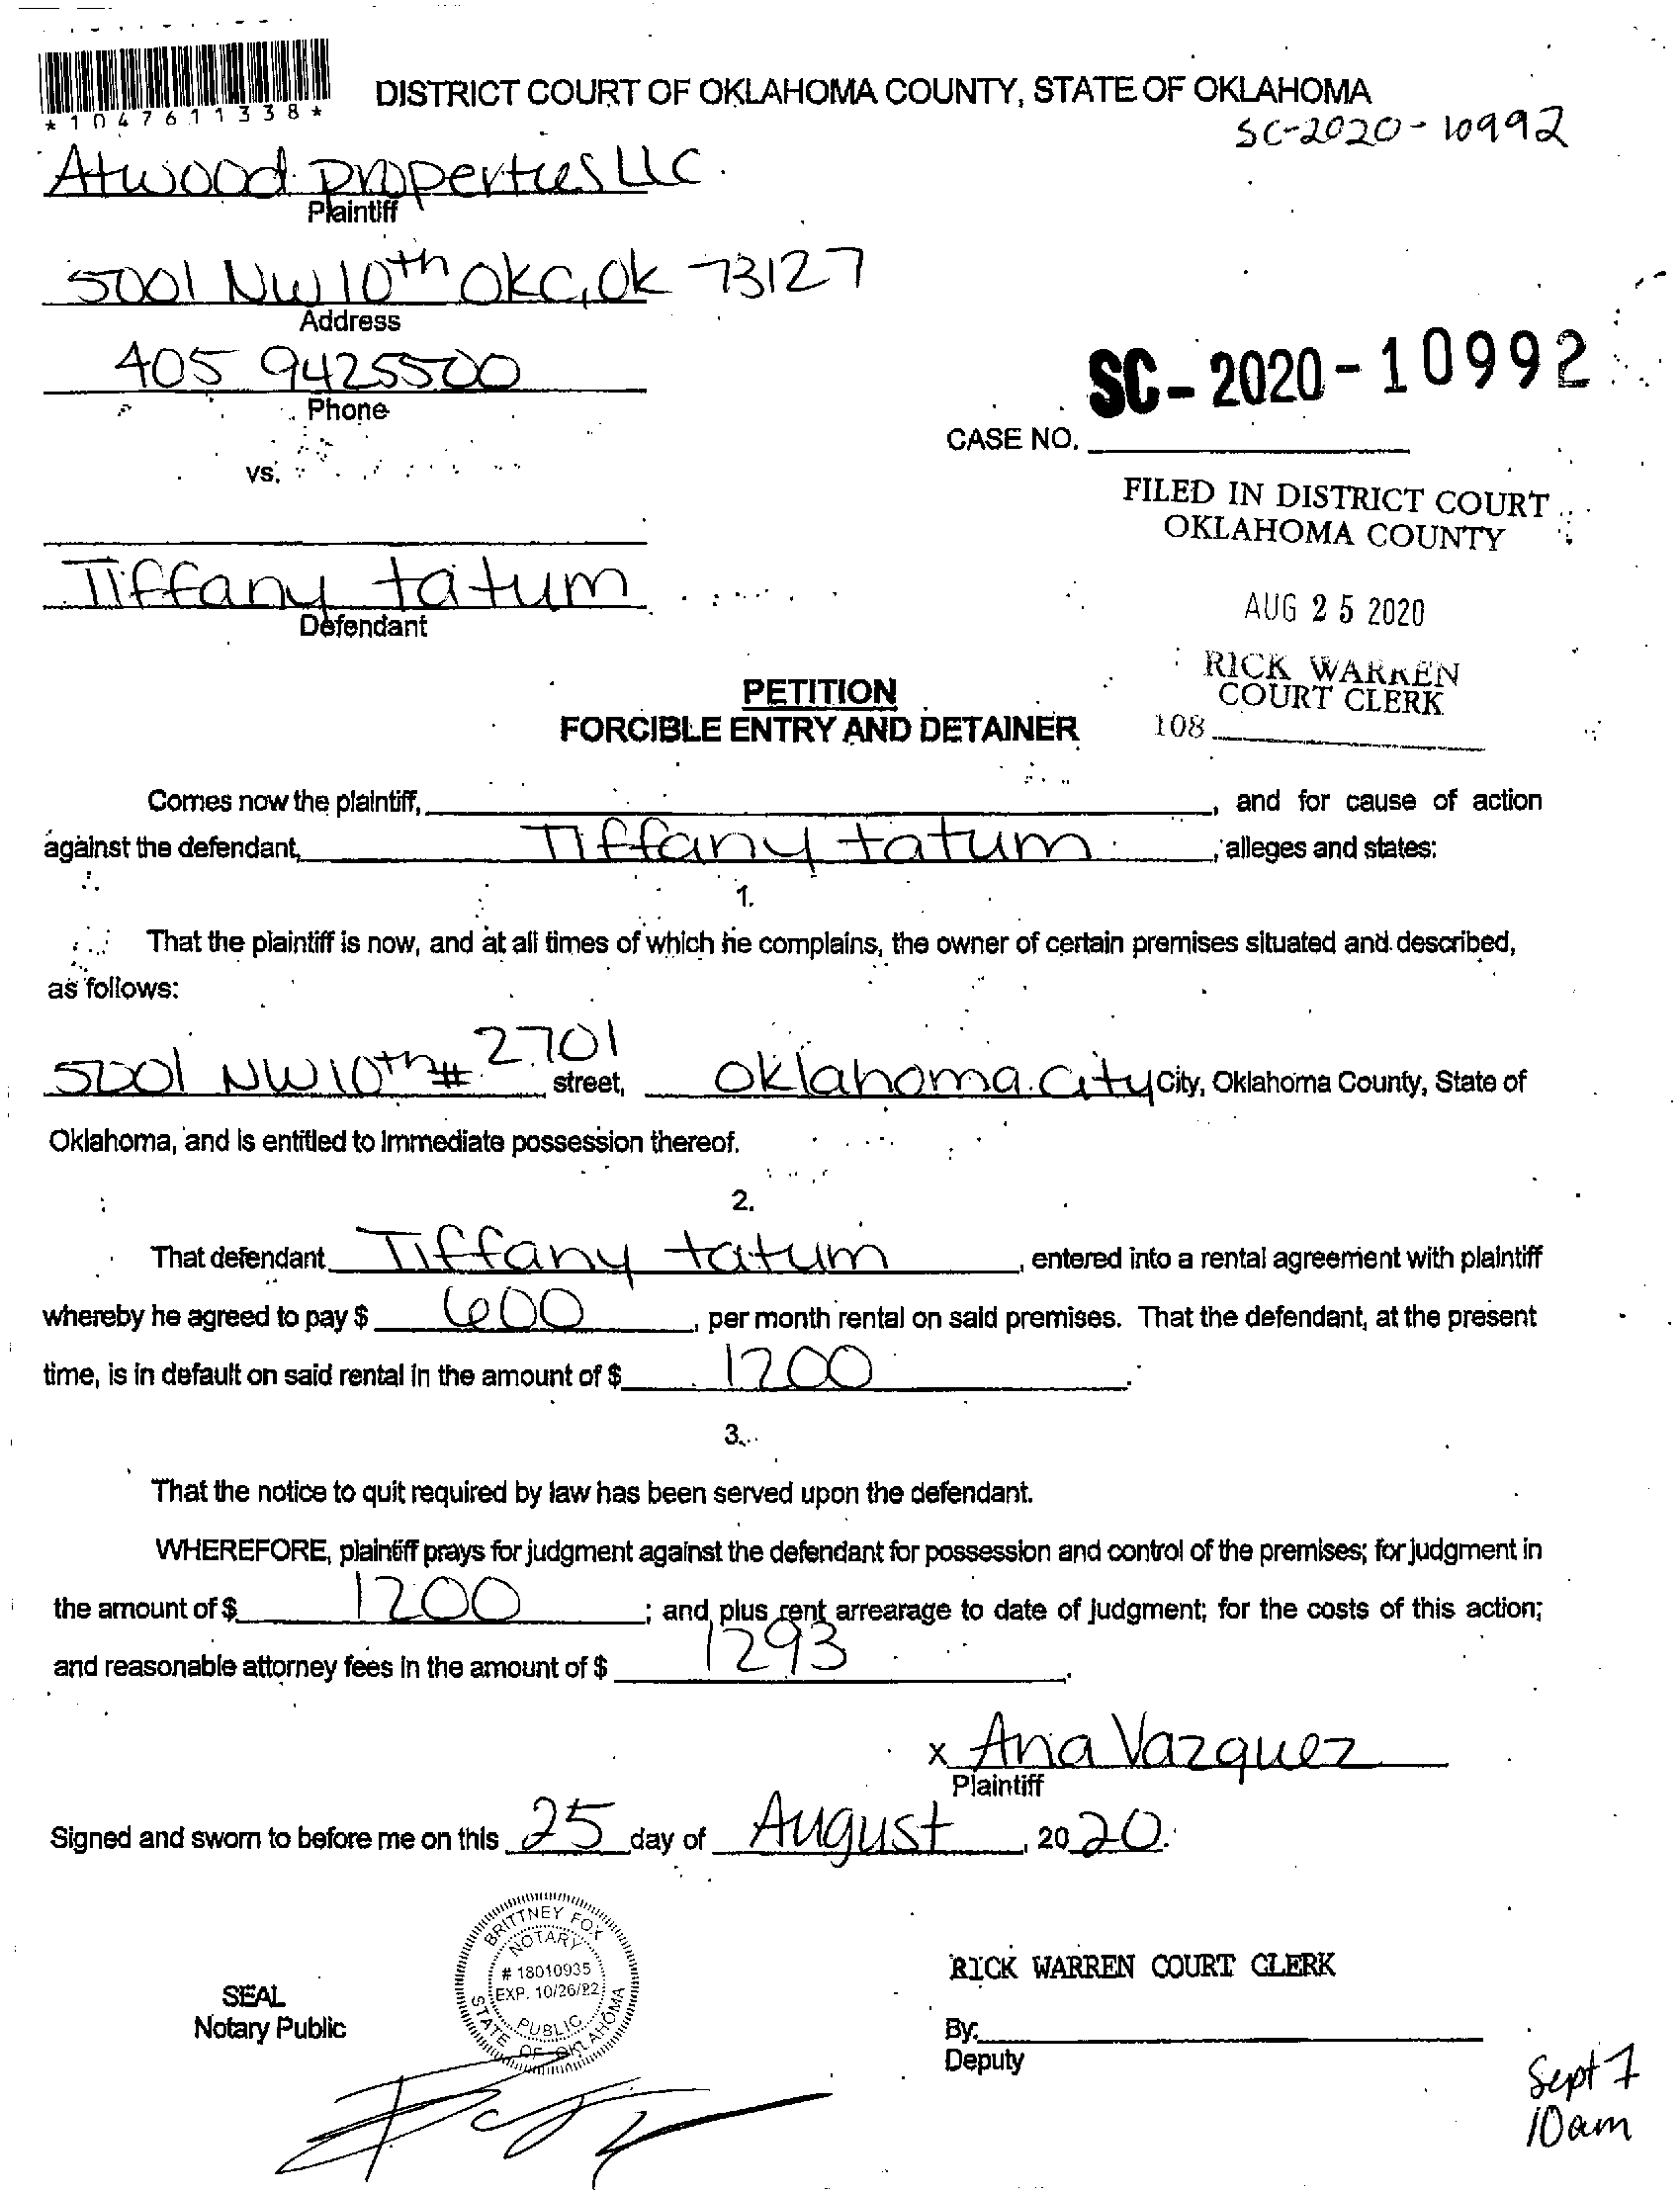 *1047611338*
DISTRICT COURT OF OKLAHOMA COUNTY, STATE OF OKLAHOMA
SC-2020-10992
Atwood Properties LLC
Plaintiff
5001 NW 10th OKC, OK 73127
Address
405 9425500
Phone
SC-2020-10992
CASE NO.
vs.
FILED IN DISTRICT COURT
OKLAHOMA COUNTY
Tiffany tatum
Defendant
AUG 25 2020
RICK WARREN
COURT CLERK
108
PETITION
FORCIBLE ENTRY AND DETAINER
Comes now the plaintiff, , and for cause of action
against the defendant, Tiffany tatum , alleges and states:
1.
That the plaintiff is now, and at all times of which he complains, the owner of certain premises situated and described,
as follows:
5001 NW 10th # 2701 street, Oklahoma City City, Oklahoma County, State of
Oklahoma, and is entitled to immediate possession thereof.
2.
That defendant Tiffany tatum , entered into a rental agreement with plaintiff
whereby he agreed to pay $ 600 , per month rental on said premises. That the defendant, at the present
time, is in default on said rental in the amount of $ 1200 .
3.
That the notice to quit required by law has been served upon the defendant.
WHEREFORE, plaintiff prays for judgment against the defendant for possession and control of the premises; for judgment in
the amount of $ 1200 ; and plus rent arrearage to date of judgment; for the costs of this action;
and reasonable attorney fees in the amount of $ 1293 .
x Ana Vazquez
Plaintiff
Signed and sworn to before me on this 25 day of August , 2020.
BRITTNEY FOX
NOTARY
# 18010935
EXP. 10/26/22
PUBLIC
STATE OF OKLAHOMA
SEAL
Notary Public
RICK WARREN COURT CLERK
By:
Deputy
Sept 7
10am